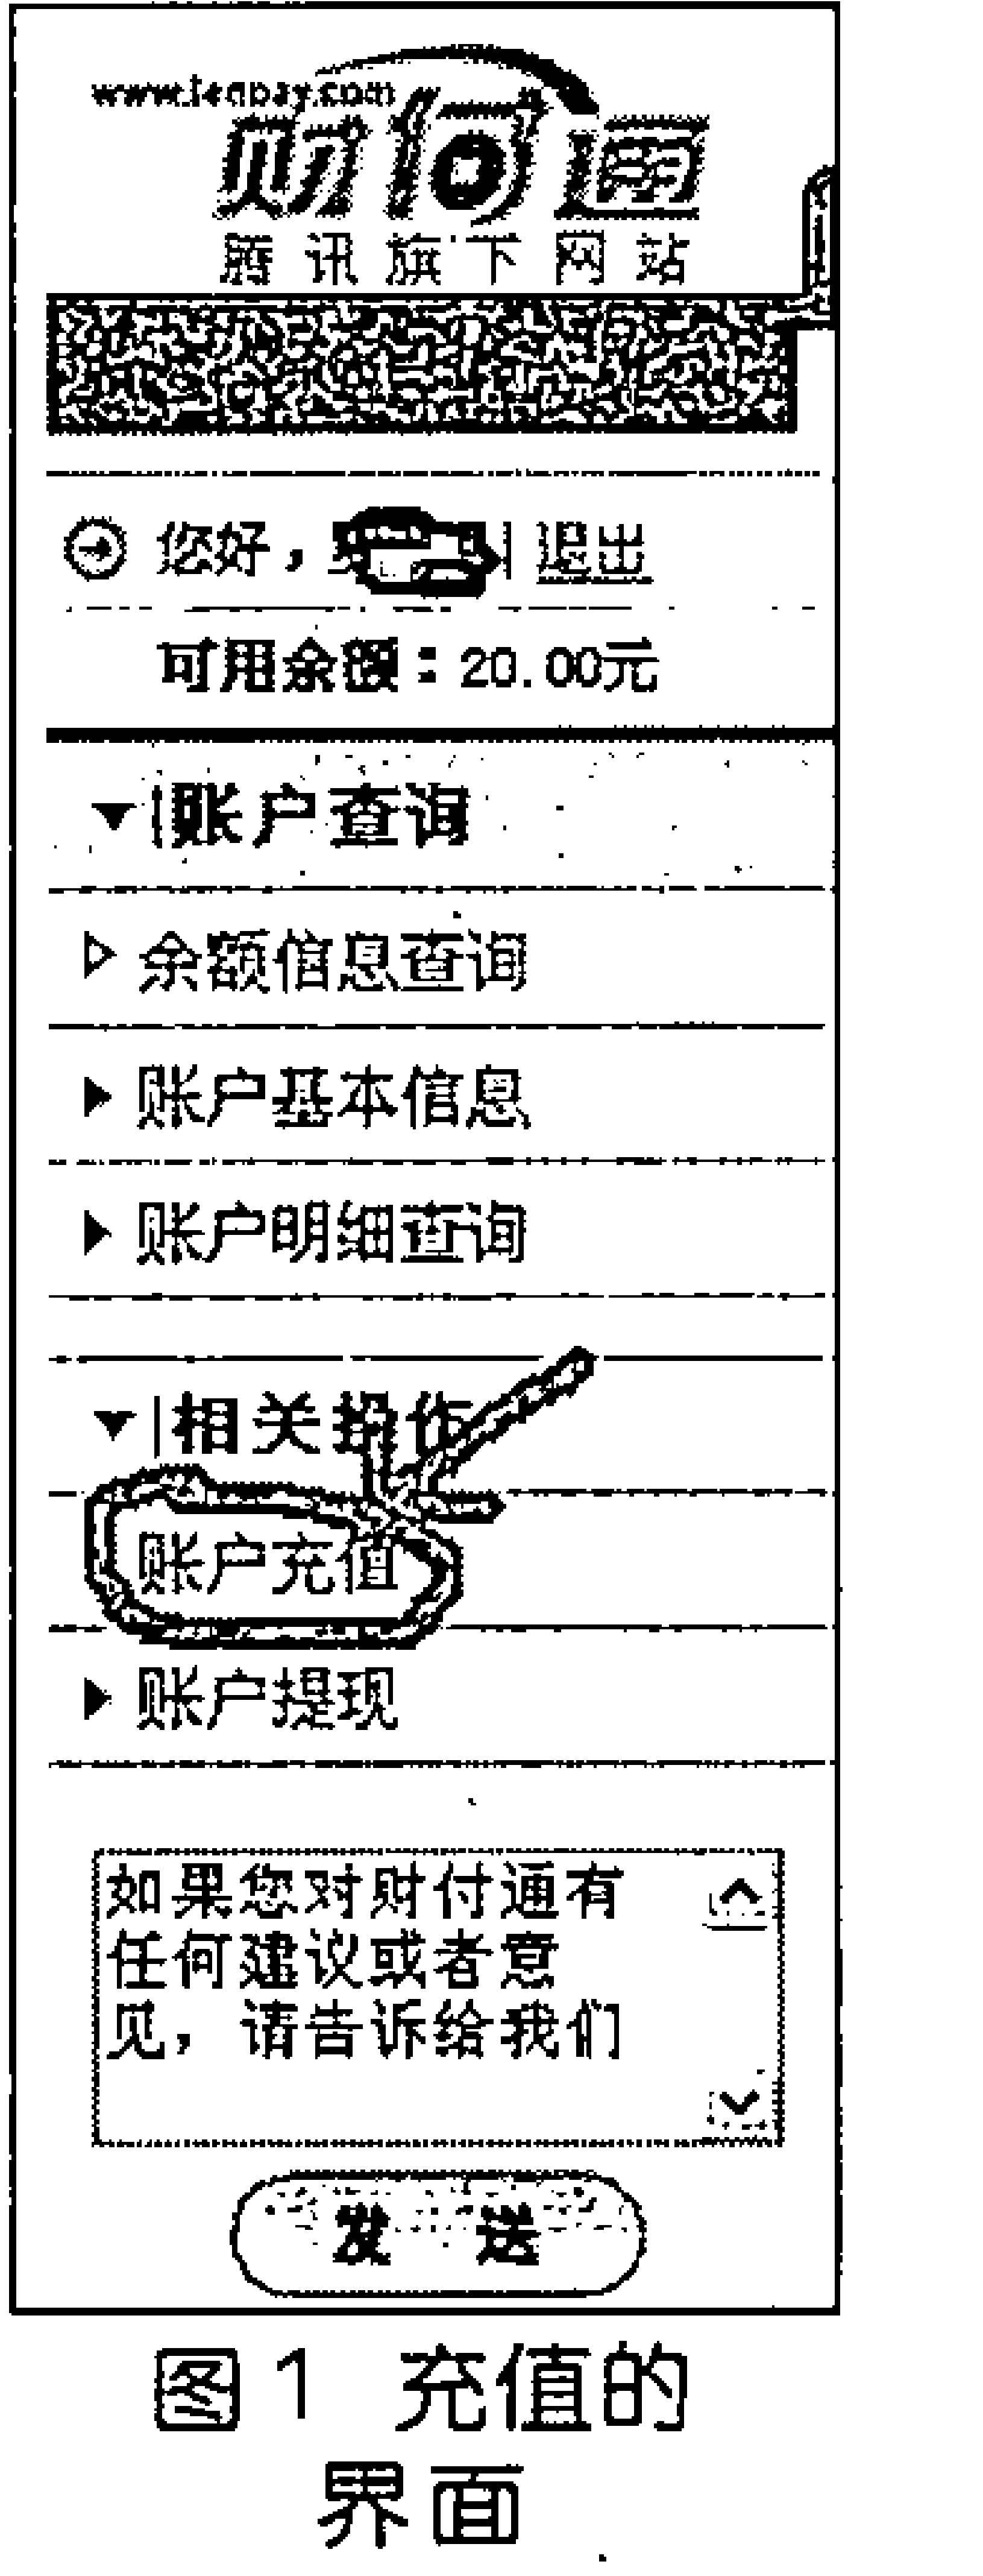 www.tenpay.com
腾讯旗下网站
您好， | 退出
可用余额：20.00元
账户查询
余额信息查询
账户基本信息
账户明细查询
相关操作
账户充值
账户提现
如果您对财付通有
任何建议或者意
见，请告诉给我们
发 送
图1 充值的
界面